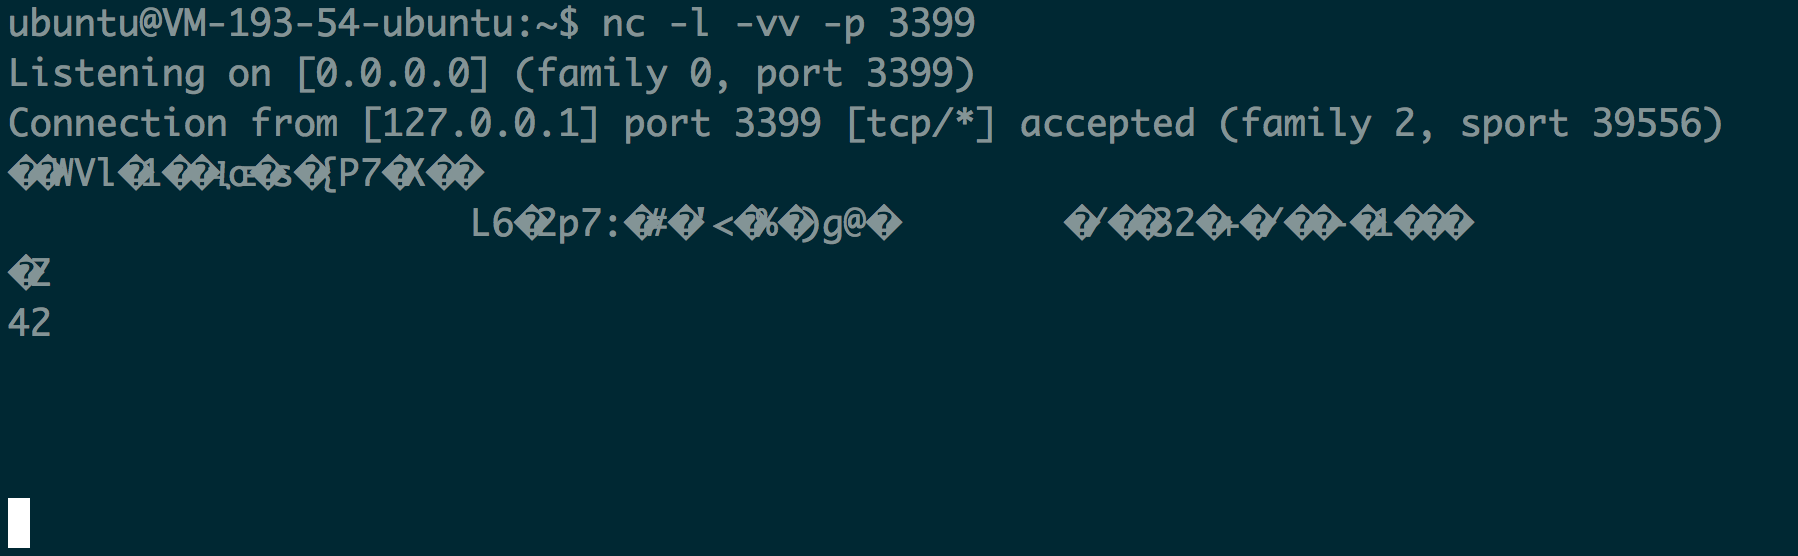 ubuntu@VM-193-54-ubuntu:~$ nc -l -vv -p 3399
Listening on [0.0.0.0] (family 0, port 3399)
Connection from [127.0.0.1] port 3399 [tcp/*] accepted (family 2, sport 39556)
��WVl�i��s�{P7�X��
L6�2p7:�#�'<�%�)g@� �/��32�+�/��-�1���
�Z
42